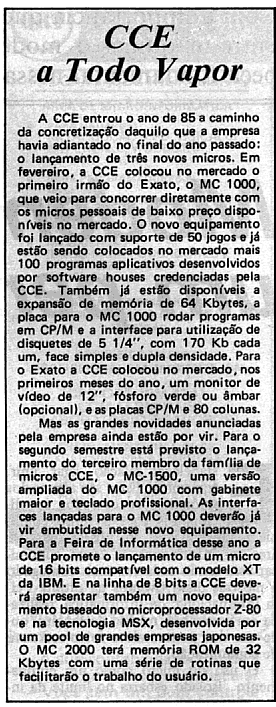 CCE
a Todo Vapor
A CCE entrou o ano de 85 a caminho
da concretização daquilo que a empresa
havia adiantado no final do ano passado:
o lançamento de três novos micros. Em
fevereiro, a CCE colocou no mercado o
primeiro irmão do Exato, o MC 1000,
que veio para concorrer diretamente com
os micros pessoais de baixo preço dispo-
níveis no mercado. O novo equipamento
foi lançado com suporte de 50 jogos e já
estão sendo colocados no mercado mais
100 programas aplicativos desenvolvidos
por software houses credenciadas pela
CCE. Também já estão disponíveis a
expansão de memória de 64 Kbytes, a
placa para o MC 1000 rodar programas
em CP/M e a interface para utilização de
disquetes de 5 1/4", com 170 Kb cada
um, face simples e dupla densidade. Para
o Exato a CCE colocou no mercado, nos
primeiros meses do ano, um monitor de
vídeo de 12", fósforo verde ou âmbar
(opcional), e as placas CP/M e 80 colunas.
Mas as grandes novidades anunciadas
pela empresa ainda estão por vir. Para o
segundo semestre está previsto o lança-
mento do terceiro membro da família de
micros CCE, o MC-1500, uma versão
ampliada do MC 1000 com gabinete
maior e teclado profissional. As interfa-
ces lançadas para o MC 1000 deverão já
vir embutidas nesse novo equipamento.
Para a Feira de Informática desse ano a
CCE promete o lançamento de um micro
de 16 bits compatível com o modelo XT
da IBM. E na linha de 8 bits a CCE deve-
rá apresentar também um novo equipa-
mento baseado no microprocessador Z-80
e na tecnologia MSX, desenvolvida por
um pool de grandes empresas japonesas.
O MC 2000 terá memória ROM de 32
Kbytes com uma série de rotinas que
facilitarão o trabalho do usuário.